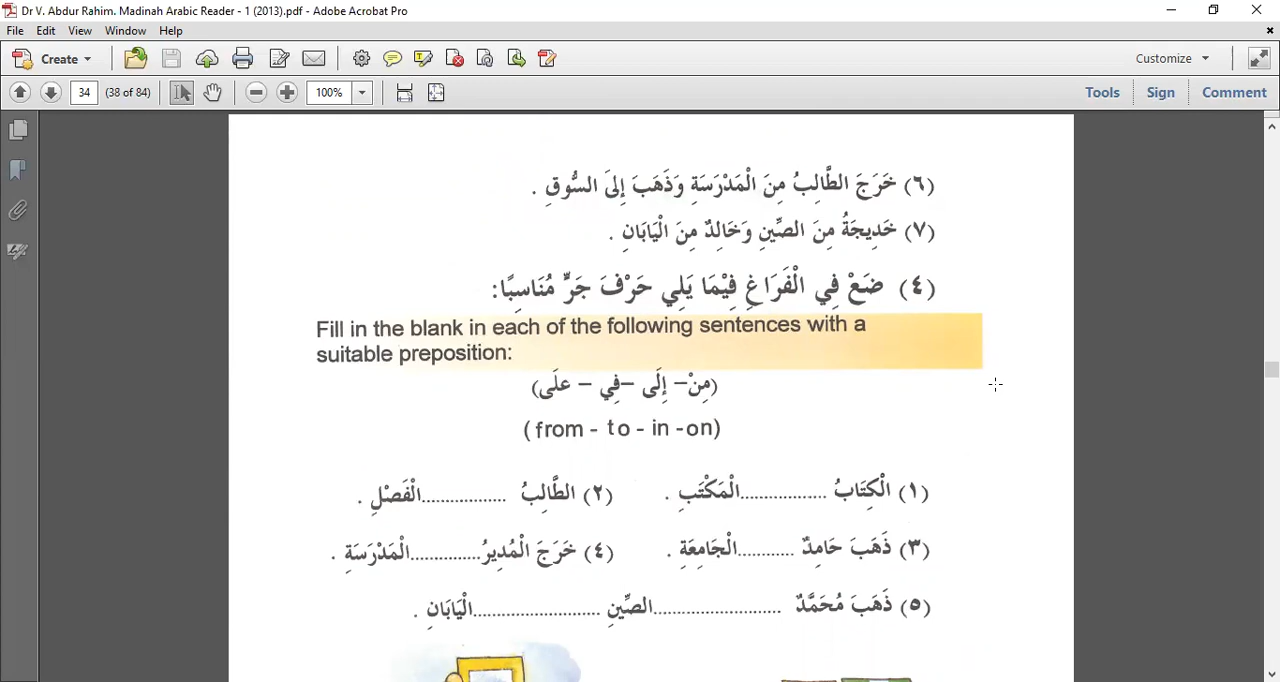 Dr V. Abdur Rahim. Madinah Arabic Reader - 1 (2013).pdf - Adobe Acrobat Pro
File Edit View Window Help
Create Customize
34 (38 of 84) 100% Tools Sign Comment
(٦) خَرَجَ الطَّالِبُ مِنَ الْمَدْرَسَةِ وَذَهَبَ إِلَى السُّوقِ .
(٧) خَدِيجَةُ مِنَ الصِّينِ وَخَالِدٌ مِنَ الْيَابَانِ .
(٤) ضَعْ فِي الْفَرَاغِ فِيْمَا يَلِي حَرْفَ جَرٍّ مُنَاسِبًا:
Fill in the blank in each of the following sentences with a
suitable preposition:
(مِنْ– إِلَى –فِي – علَى)
(from - to - in -on)
(١) الْكِتَابُ .................الْمَكْتَبِ . (٢) الطَّالِبُ .................الْفَصْلِ .
(٣) ذَهَبَ حَامِدٌ ...........الْجَامِعَةِ . (٤) خَرَجَ الْمُدِيرُ..............الْمَدْرَسَةِ .
(٥) ذَهَبَ مُحَمَّدٌ .........................الصِّينِ .........................الْيَابَانِ .